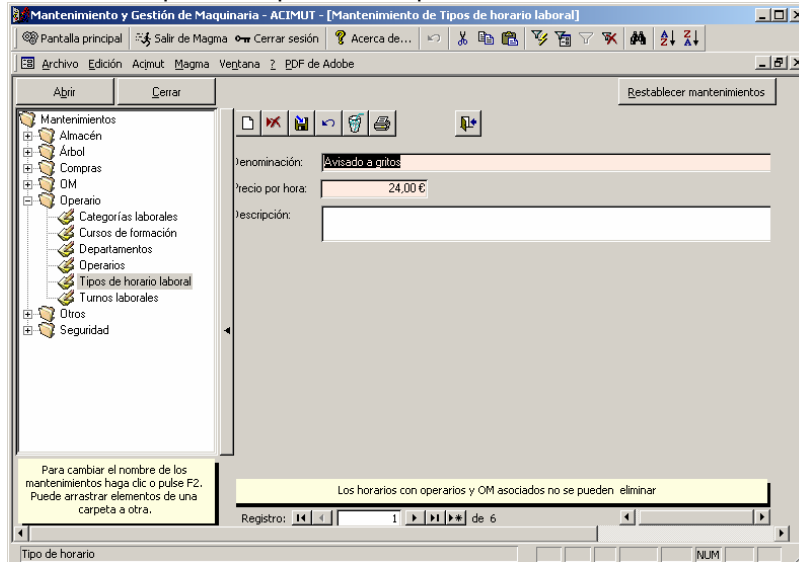 Mantenimiento y Gestión de Maquinaria - ACIMUT - [Mantenimiento de Tipos de horario laboral]
Pantalla principal Salir de Magma Cerrar sesión Acerca de...
Archivo Edición Acimut Magma Ventana ? PDF de Adobe
Abrir Cerrar Restablecer mantenimientos
Mantenimientos
Almacén
Árbol
Compras
OM
Operario
Categorías laborales
Cursos de formación
Departamentos
Operarios
Tipos de horario laboral
Turnos laborales
Otros
Seguridad
Denominación: Avisado a gritos
Precio por hora: 24,00 €
Descripción:
Para cambiar el nombre de los
mantenimientos haga clic o pulse F2.
Puede arrastrar elementos de una
carpeta a otra.
Los horarios con operarios y OM asociados no se pueden eliminar
Registro: 1 de 6
Tipo de horario NUM